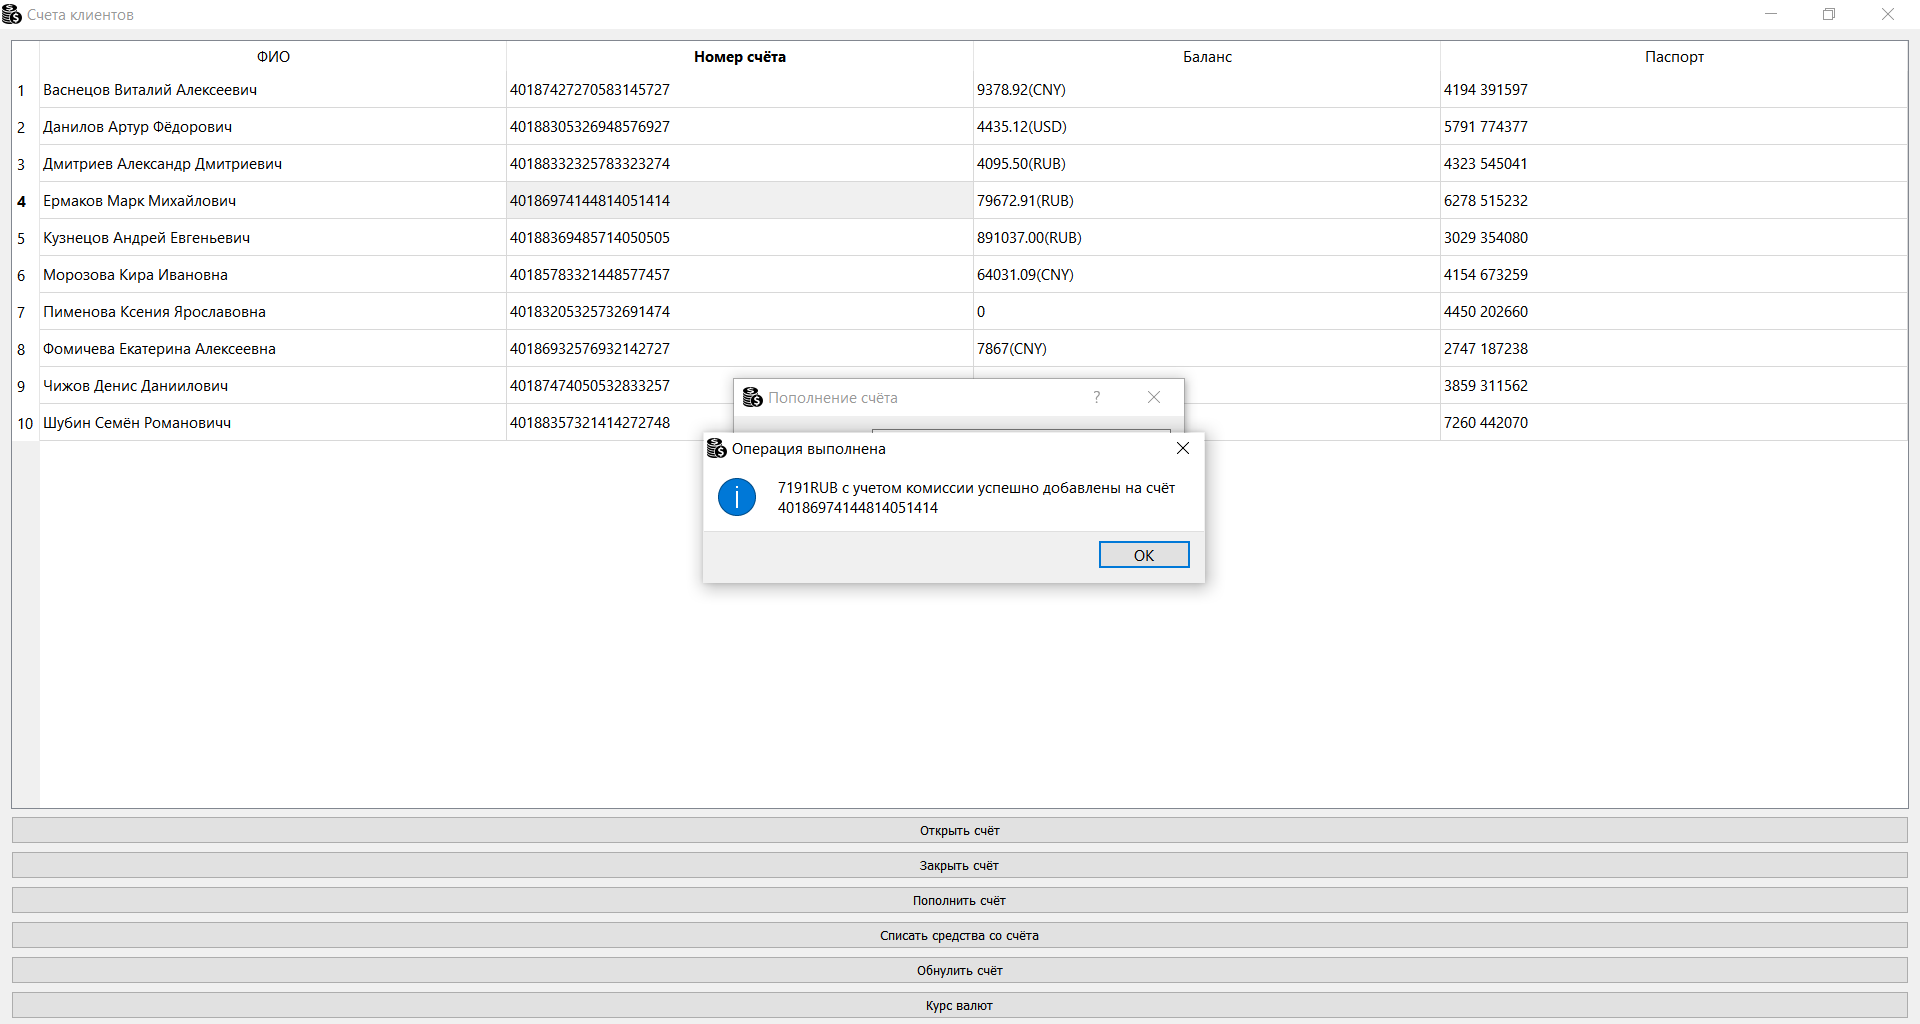 Счета клиентов
ФИО Номер счёта Баланс Паспорт
1 Васнецов Виталий Алексеевич 40187427270583145727 9378.92(CNY) 4194 391597
2 Данилов Артур Фёдорович 40188305326948576927 4435.12(USD) 5791 774377
3 Дмитриев Александр Дмитриевич 40188332325783323274 4095.50(RUB) 4323 545041
4 Ермаков Марк Михайлович 40186974144814051414 79672.91(RUB) 6278 515232
5 Кузнецов Андрей Евгеньевич 40188369485714050505 891037.00(RUB) 3029 354080
6 Морозова Кира Ивановна 40185783321448577457 64031.09(CNY) 4154 673259
7 Пименова Ксения Ярославовна 40183205325732691474 0 4450 202660
8 Фомичева Екатерина Алексеевна 40186932576932142727 7867(CNY) 2747 187238
9 Чижов Денис Даниилович 40187474050532833257 3859 311562
10 Шубин Семён Романовичч 40188357321414272748 7260 442070
Пополнение счёта ?
Операция выполнена
7191RUB с учетом комиссии успешно добавлены на счёт
40186974144814051414
OK
Открыть счёт
Закрыть счёт
Пополнить счёт
Списать средства со счёта
Обнулить счёт
Курс валют